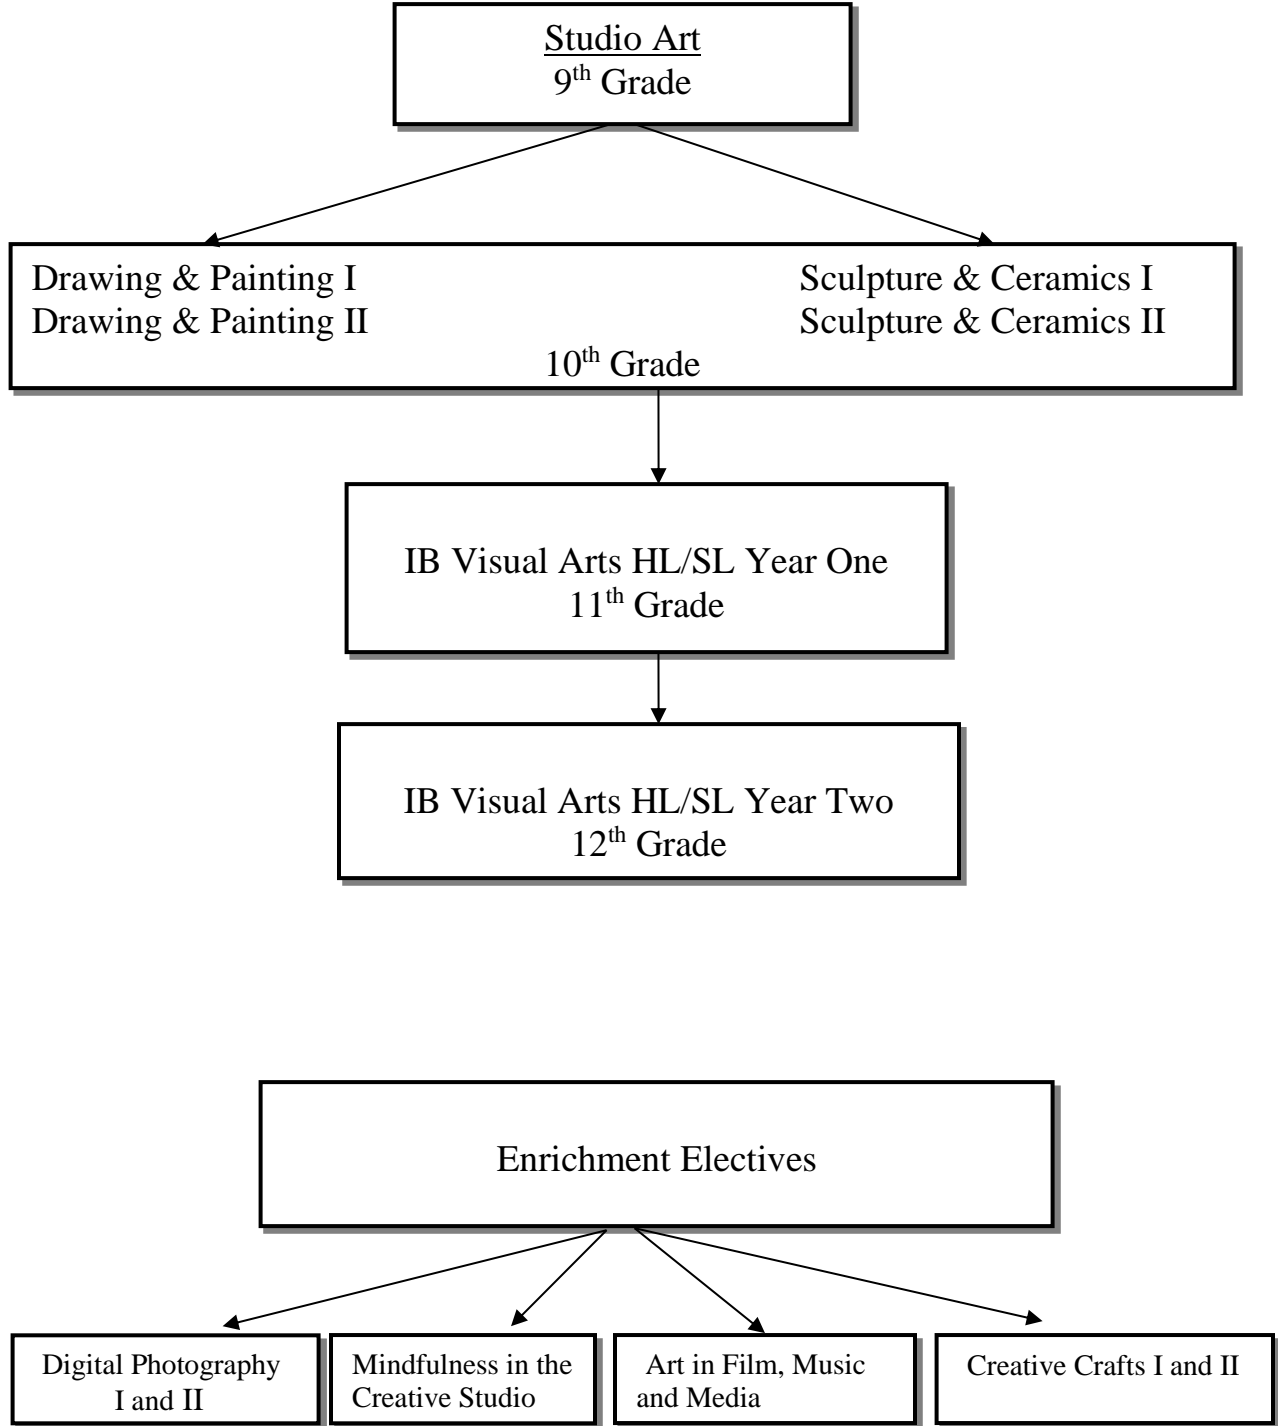 Studio Art
9th Grade
Drawing & Painting I
Drawing & Painting II
Sculpture & Ceramics I
Sculpture & Ceramics II
10th Grade
IB Visual Arts HL/SL Year One
11th Grade
IB Visual Arts HL/SL Year Two
12th Grade
Enrichment Electives
Digital Photography
I and II
Mindfulness in the
Creative Studio
Art in Film, Music
and Media
Creative Crafts I and II